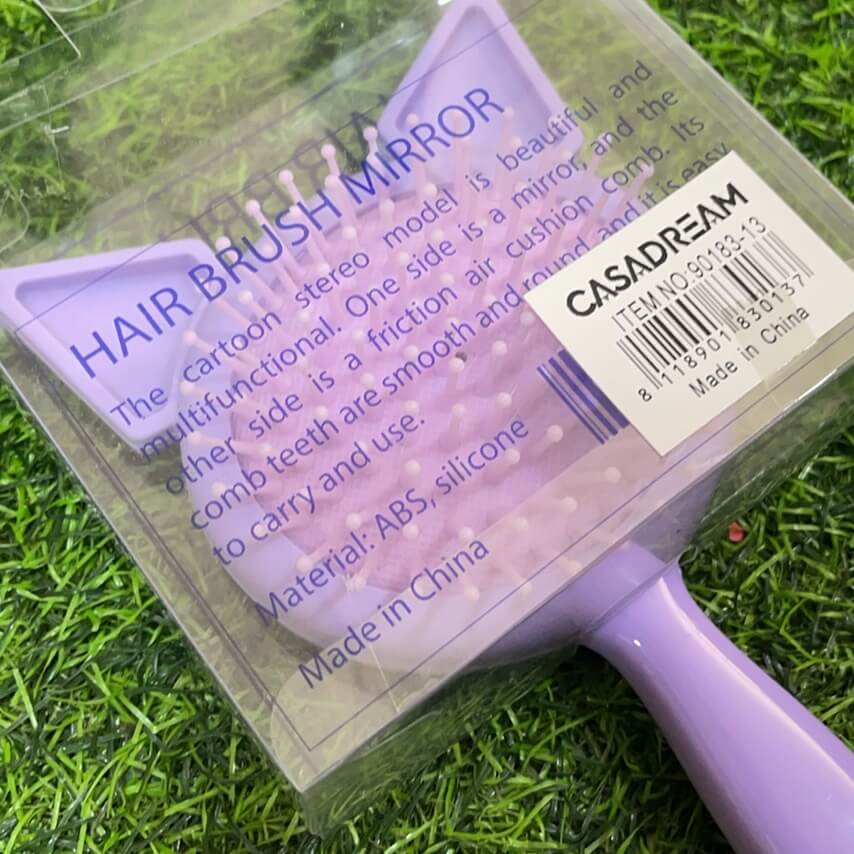 HAIR BRUSH MIRROR
The cartoon stereo model is beautiful and
multifunctional. One side is a mirror, and the
other side is a friction air cushion comb. Its
comb teeth are smooth and round, and it is easy
to carry and use.
Material: ABS, silicone
Made in China
CASADREAM
ITEM NO:90183-13
8 118901 830137
Made in China